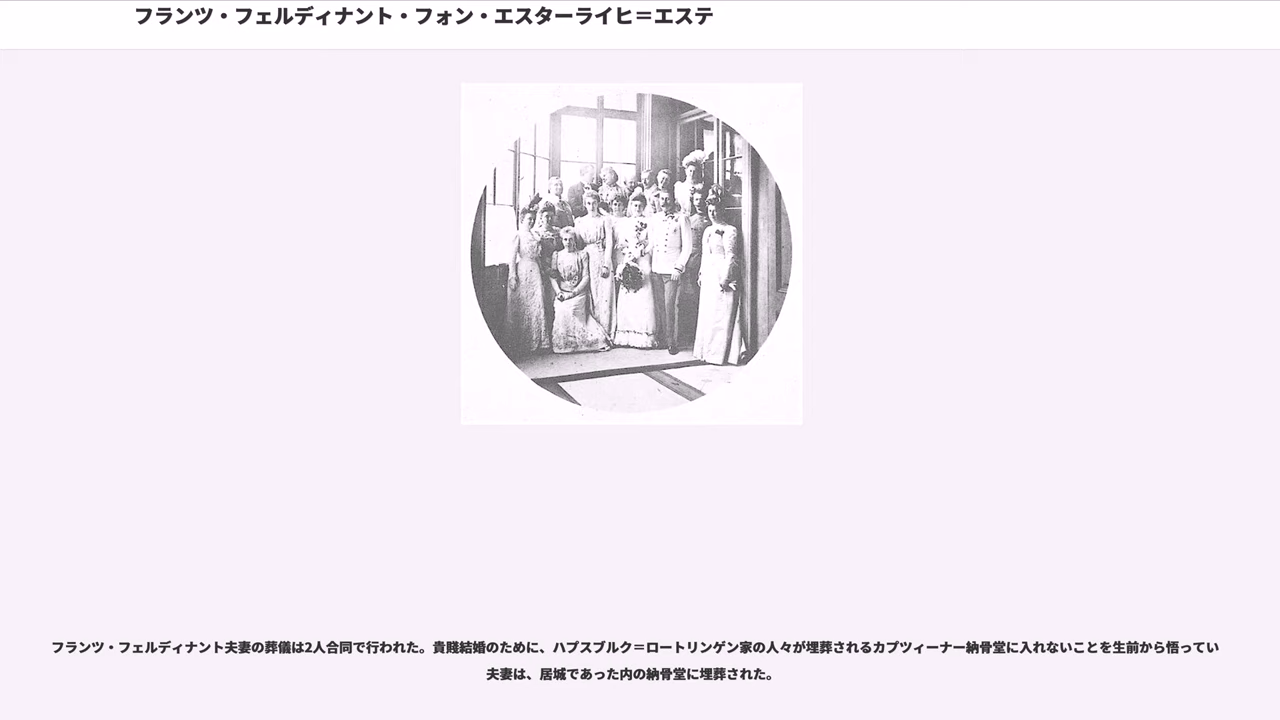 フランツ・フェルディナント・フォン・エスターライヒ＝エステ
フランツ・フェルディナント夫妻の葬儀は2人合同で行われた。貴賤結婚のために、ハプスブルク＝ロートリンゲン家の人々が埋葬されるカプツィーナー納骨堂に入れないことを生前から悟ってい
夫妻は、居城であった内の納骨堂に埋葬された。